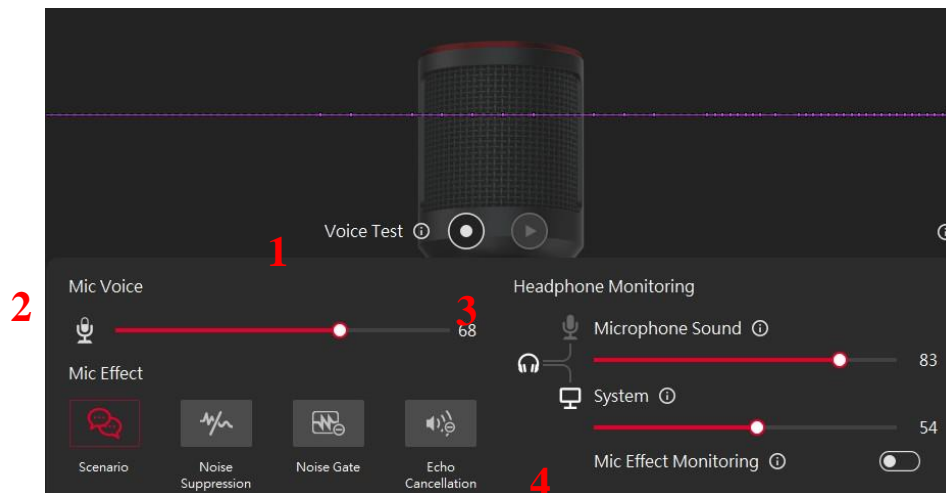 Voice Test
1
Mic Voice
Headphone Monitoring
2
3
68
Microphone Sound
83
Mic Effect
System
54
Scenario
Noise
Suppression
Noise Gate
Echo
Cancellation
Mic Effect Monitoring
4